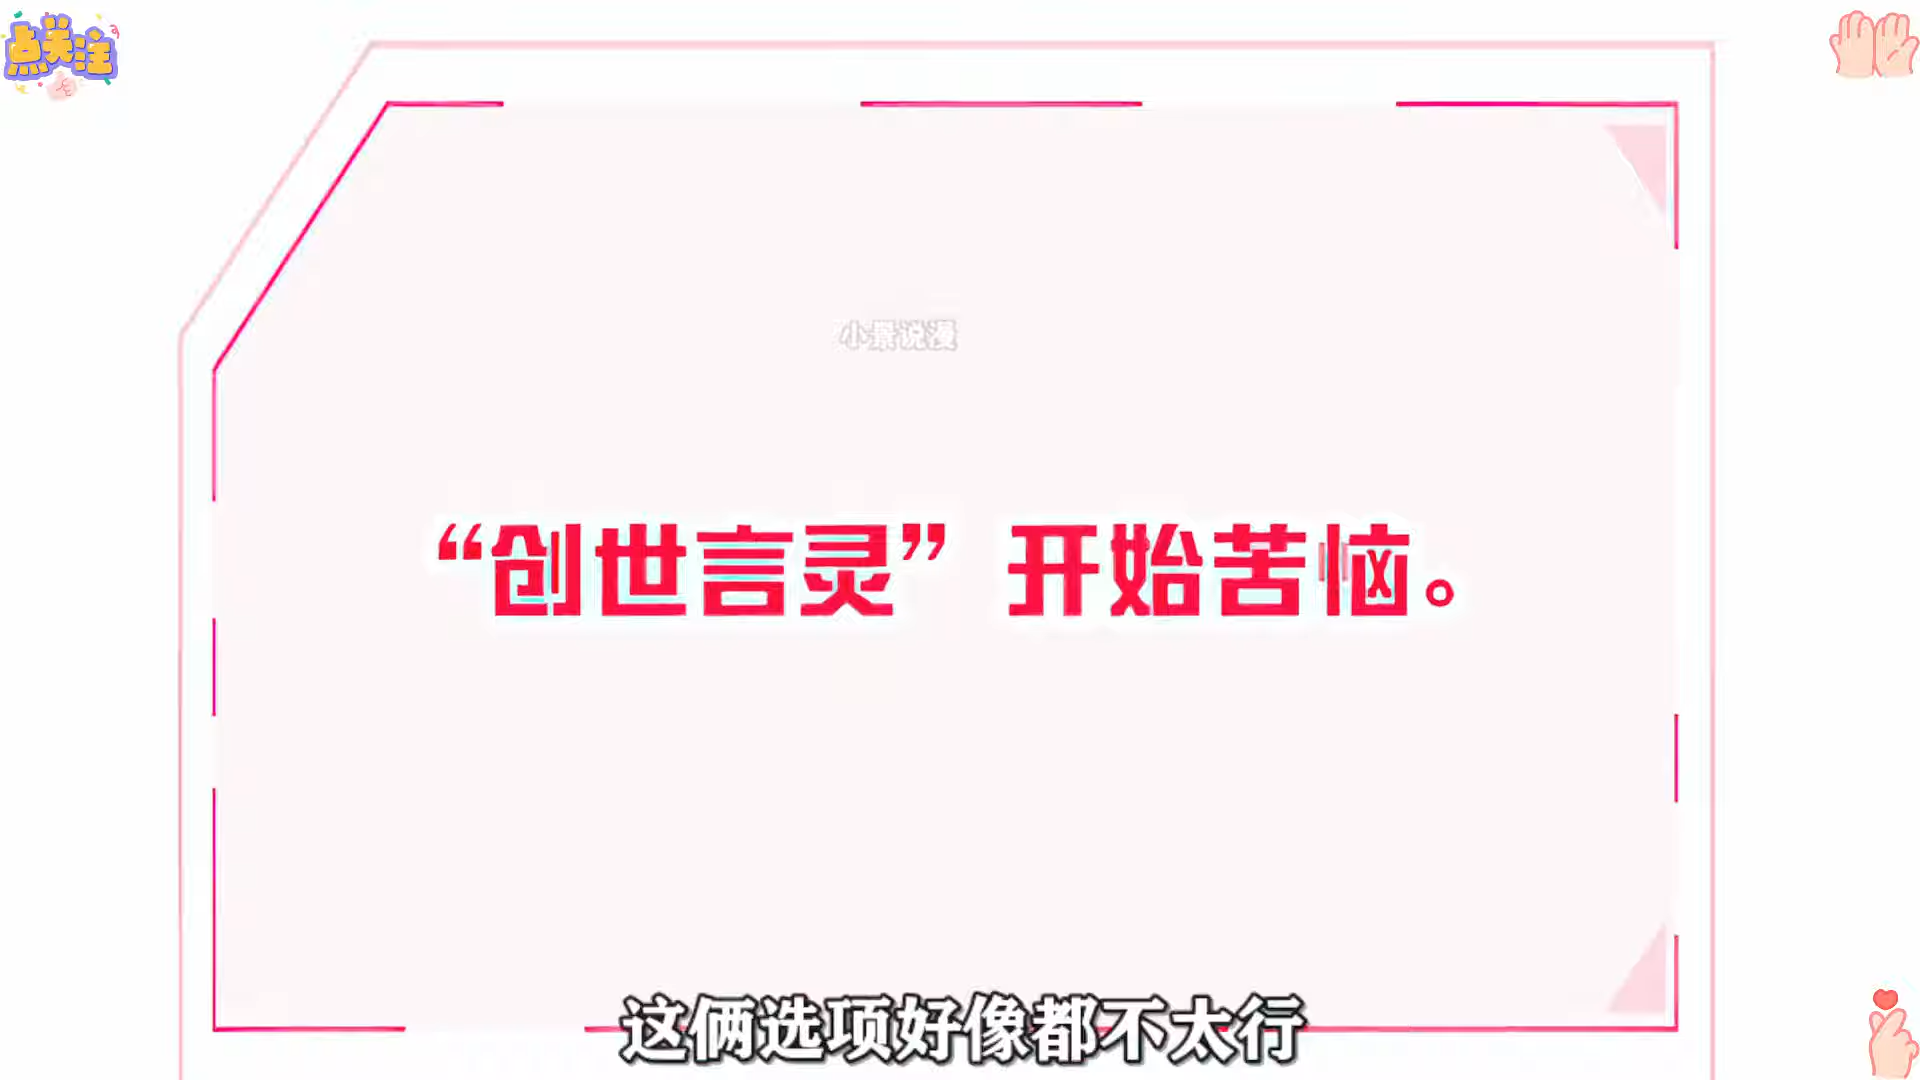 点关注
小景说漫
“创世言灵”开始苦恼。
这俩选项好像都不太行